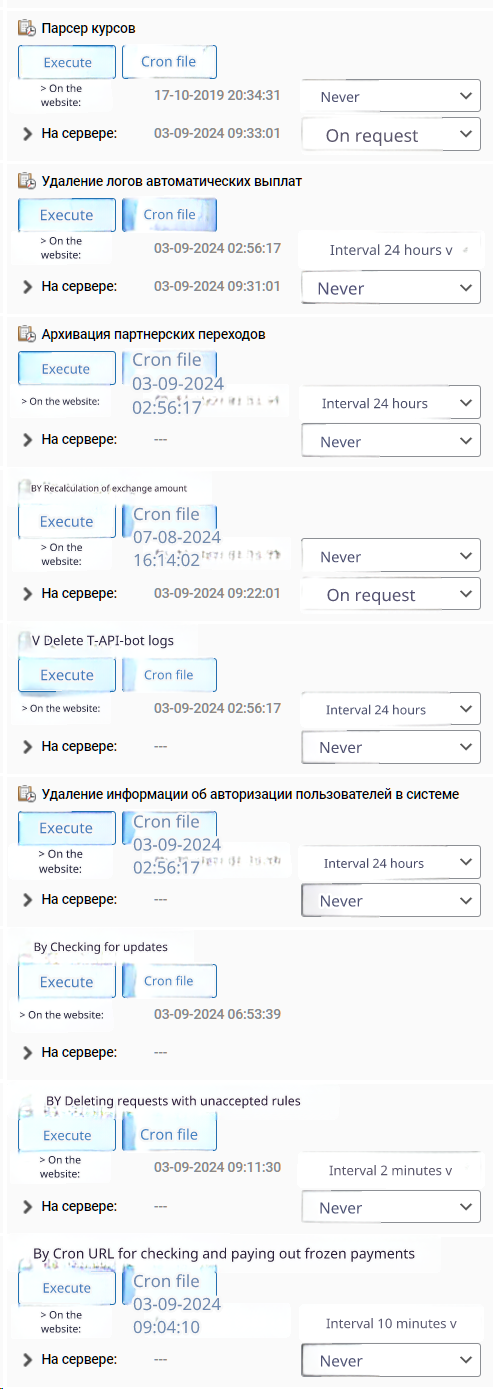 Парсер курсов
Execute Cron file
> On the
website: 17-10-2019 20:34:31 Never
На сервере: 03-09-2024 09:33:01 On request
Удаление логов автоматических выплат
Execute Cron file
> On the
website: 03-09-2024 02:56:17 Interval 24 hours v
На сервере: 03-09-2024 09:31:01 Never
Архивация партнерских переходов
Execute Cron file
03-09-2024
> On the website: 02:56:17 Interval 24 hours
На сервере: --- Never
BY Recalculation of exchange amount
Execute Cron file
07-08-2024
> On the
website: 16:14:02 Never
На сервере: 03-09-2024 09:22:01 On request
V Delete T-API-bot logs
Execute Cron file
> On the website: 03-09-2024 02:56:17 Interval 24 hours
На сервере: --- Never
Удаление информации об авторизации пользователей в системе
Execute Cron file
03-09-2024
> On the
website: 02:56:17 Interval 24 hours
На сервере: --- Never
By Checking for updates
Execute Cron file
> On the website: 03-09-2024 06:53:39
На сервере: ---
BY Deleting requests with unaccepted rules
Execute Cron file
> On the
website: 03-09-2024 09:11:30 Interval 2 minutes v
На сервере: --- Never
By Cron URL for checking and paying out frozen payments
Execute Cron file
03-09-2024
> On the
website: 09:04:10 Interval 10 minutes v
На сервере: --- Never